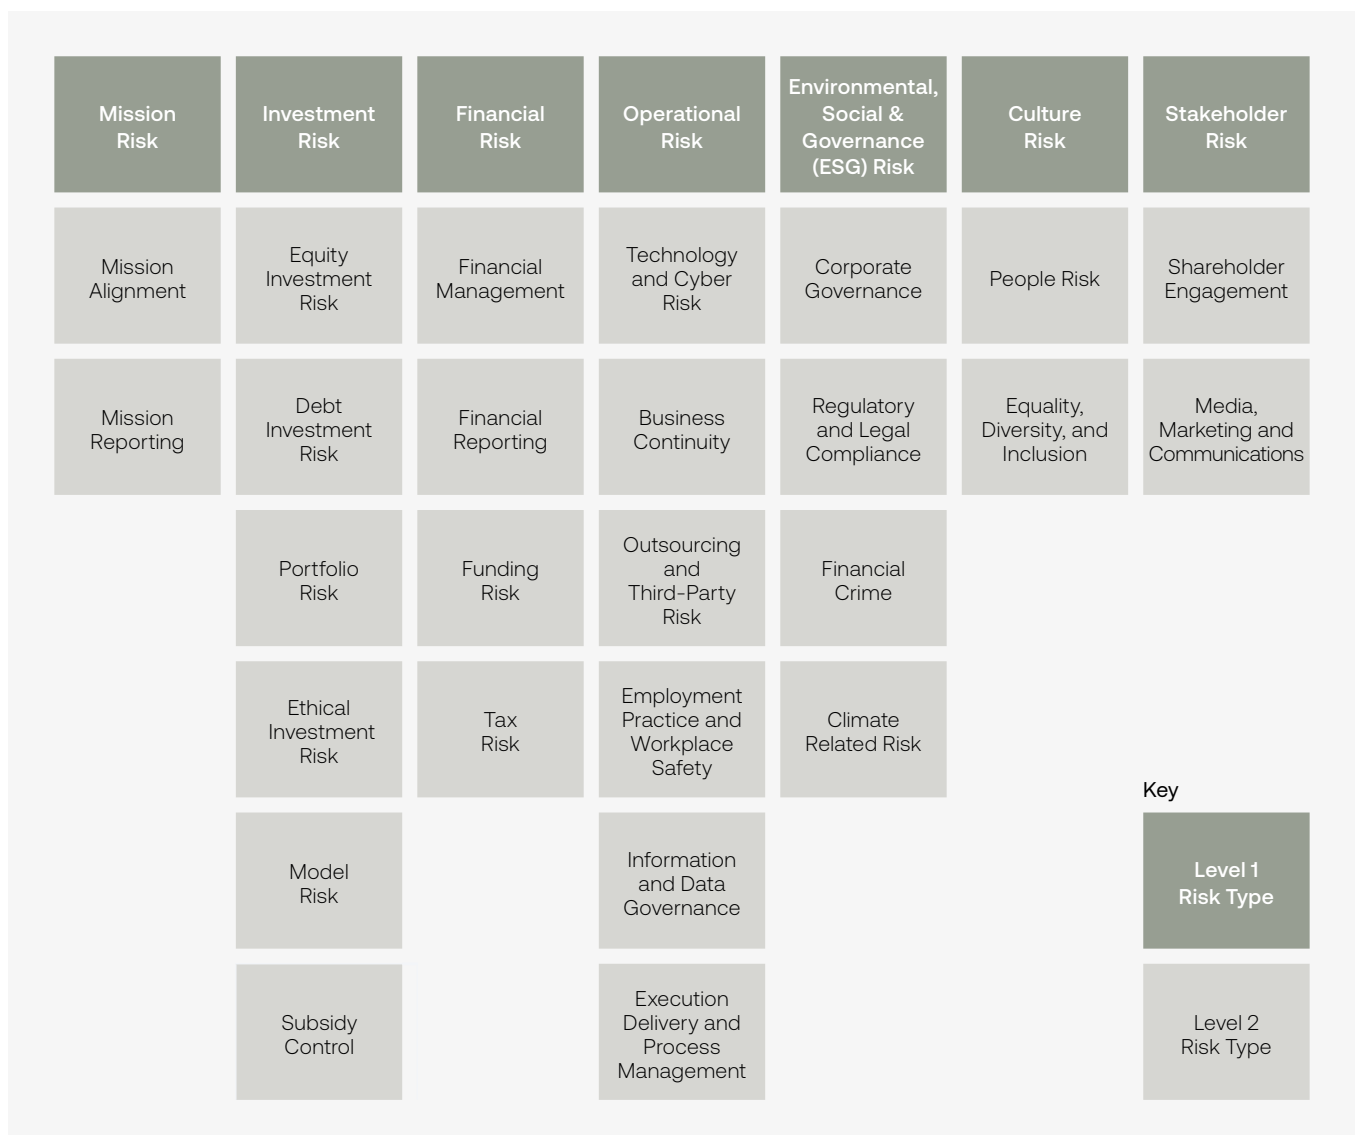 Mission
Risk
Investment
Risk
Financial
Risk
Operational
Risk
Environmental,
Social &
Governance
(ESG) Risk
Culture
Risk
Stakeholder
Risk
Mission
Alignment
Equity
Investment
Risk
Financial
Management
Technology
and Cyber
Risk
Corporate
Governance
People Risk
Shareholder
Engagement
Mission
Reporting
Debt
Investment
Risk
Financial
Reporting
Business
Continuity
Regulatory
and Legal
Compliance
Equality,
Diversity, and
Inclusion
Media,
Marketing and
Communications
Portfolio
Risk
Funding
Risk
Outsourcing
and
Third-Party
Risk
Financial
Crime
Ethical
Investment
Risk
Tax
Risk
Employment
Practice and
Workplace
Safety
Climate
Related Risk
Key
Model
Risk
Information
and Data
Governance
Level 1
Risk Type
Subsidy
Control
Execution
Delivery and
Process
Management
Level 2
Risk Type